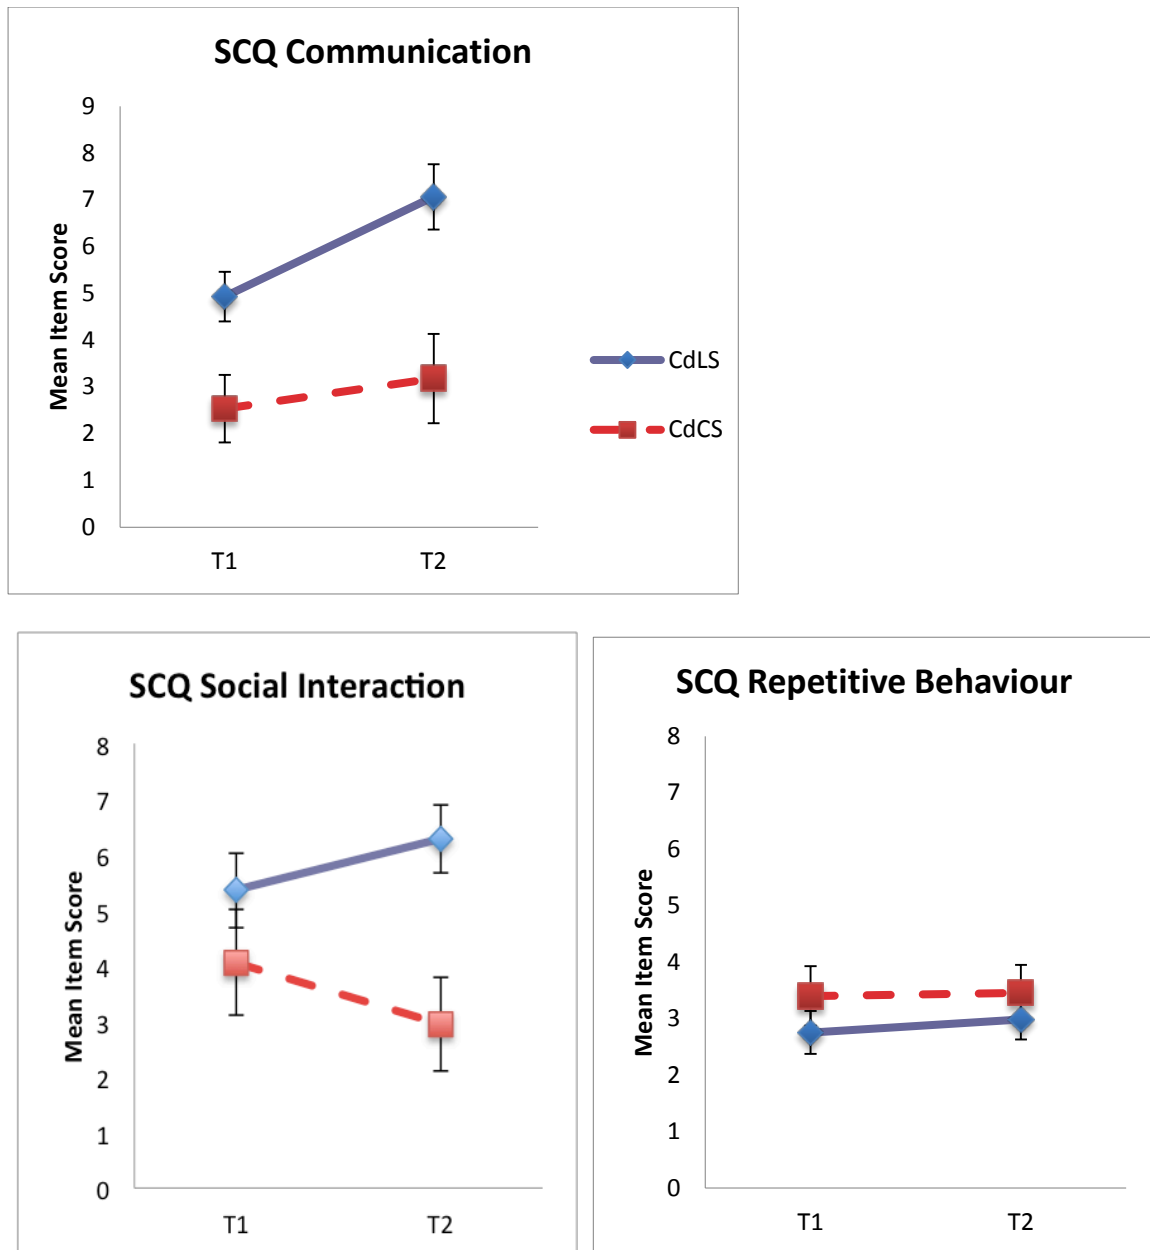 SCQ Communication
9
8
7
6
5
4
3
2
1
0
Mean Item Score
T1 T2
CdLS
CdCS
SCQ Social Interaction
8
7
6
5
4
3
2
1
0
Mean Item Score
T1 T2
SCQ Repetitive Behaviour
8
7
6
5
4
3
2
1
0
Mean Item Score
T1 T2